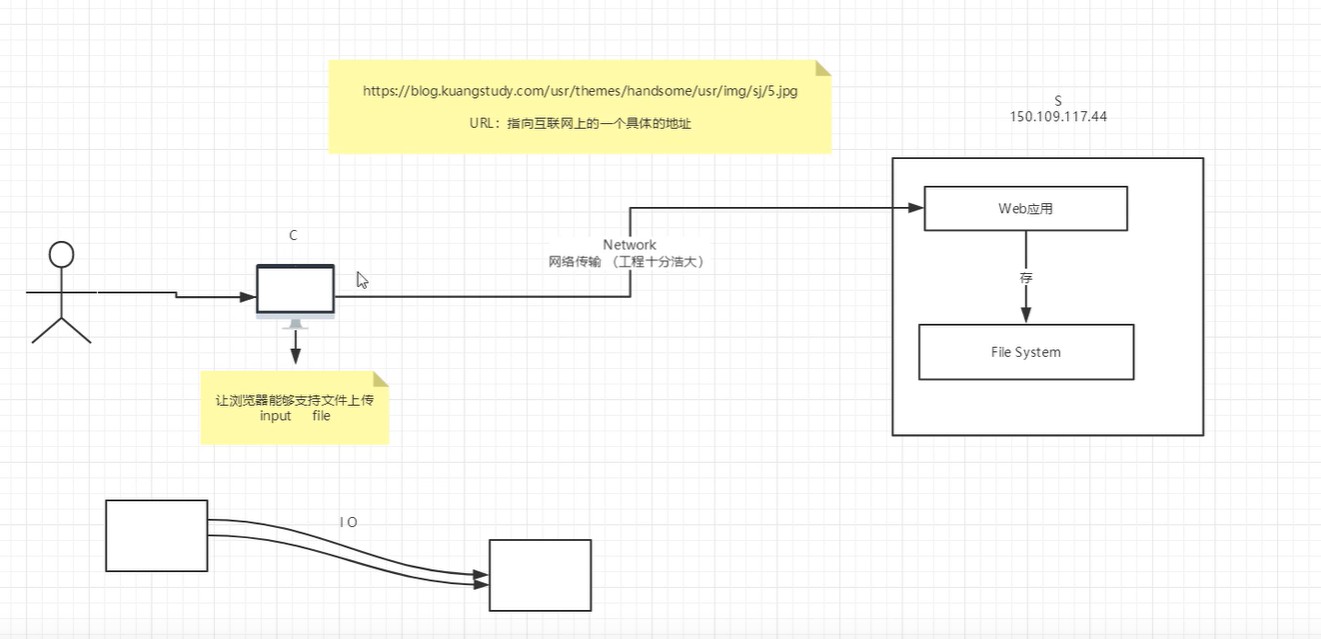 https://blog.kuangstudy.com/usr/themes/handsome/usr/img/sj/5.jpg
URL：指向互联网上的一个具体的地址
S
150.109.117.44
Web应用
C
Network
网络传输 （工程十分浩大）
存
File System
让浏览器能够支持文件上传
input file
I O